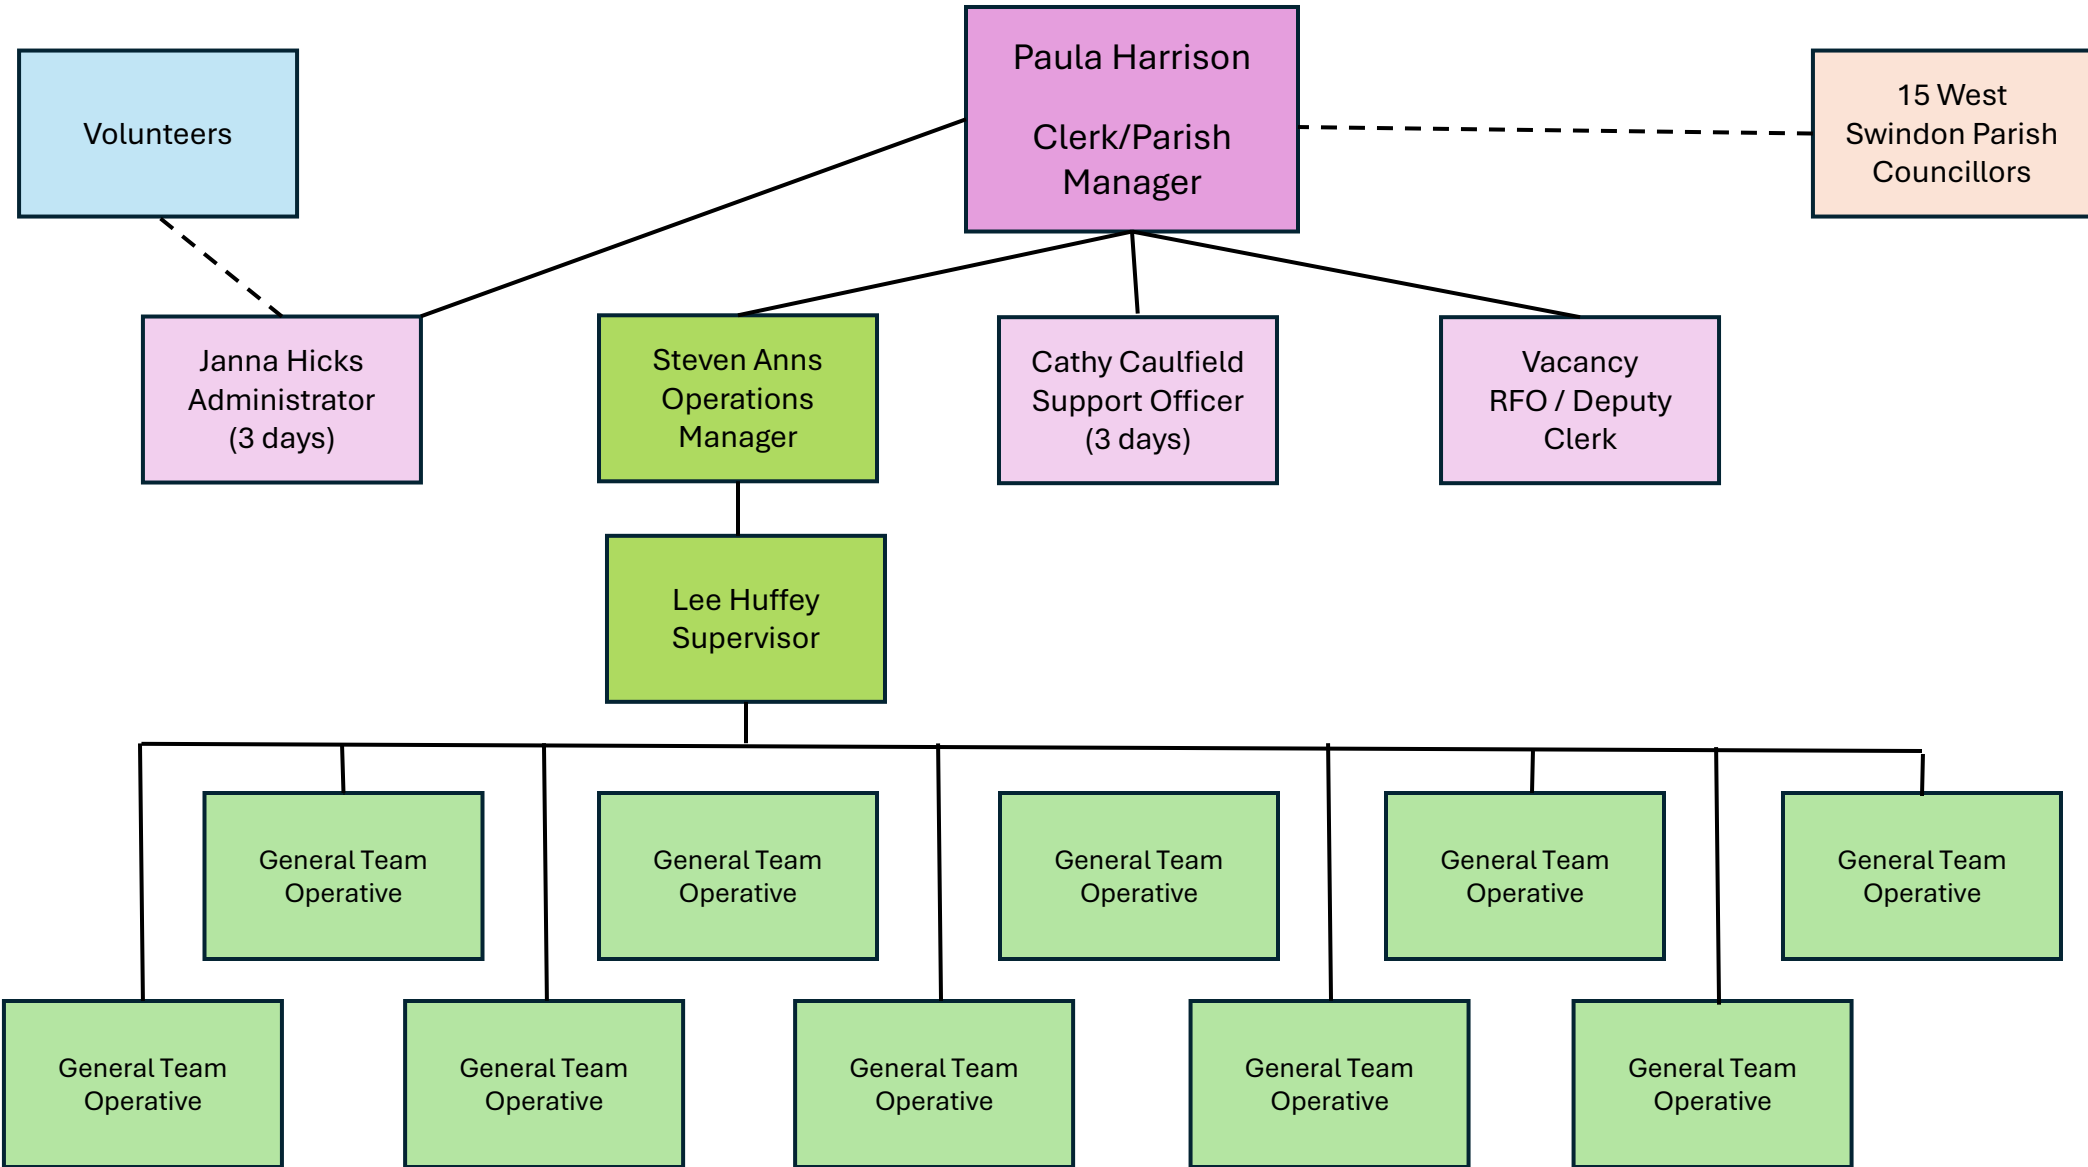 Volunteers
Paula Harrison
Clerk/Parish
Manager
15 West
Swindon Parish
Councillors
Janna Hicks
Administrator
(3 days)
Steven Anns
Operations
Manager
Cathy Caulfield
Support Officer
(3 days)
Vacancy
RFO / Deputy
Clerk
Lee Huffey
Supervisor
General Team
Operative
General Team
Operative
General Team
Operative
General Team
Operative
General Team
Operative
General Team
Operative
General Team
Operative
General Team
Operative
General Team
Operative
General Team
Operative